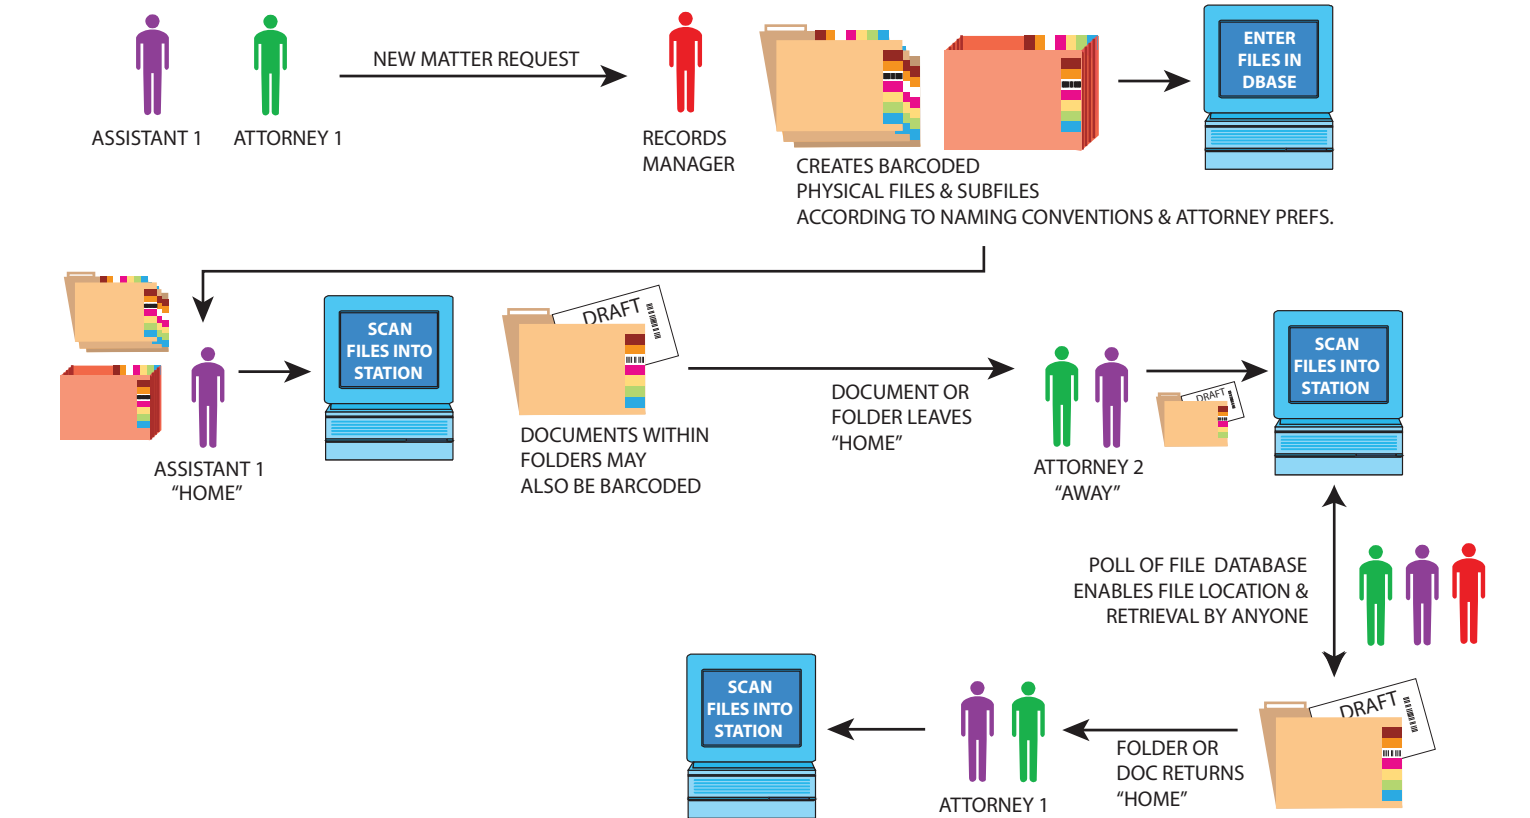 NEW MATTER REQUEST
ENTER
FILES IN
DBASE
ASSISTANT 1
ATTORNEY 1
RECORDS
MANAGER
CREATES BARCODED
PHYSICAL FILES & SUBFILES
ACCORDING TO NAMING CONVENTIONS & ATTORNEY PREFS.
ASSISTANT 1
“HOME”
SCAN
FILES INTO
STATION
DRAFT
DOCUMENTS WITHIN
FOLDERS MAY
ALSO BE BARCODED
DOCUMENT OR
FOLDER LEAVES
“HOME”
ATTORNEY 2
“AWAY”
DRAFT
SCAN
FILES INTO
STATION
POLL OF FILE  DATABASE
ENABLES FILE LOCATION &
RETRIEVAL BY ANYONE
DRAFT
FOLDER OR
DOC RETURNS
“HOME”
ATTORNEY 1
SCAN
FILES INTO
STATION